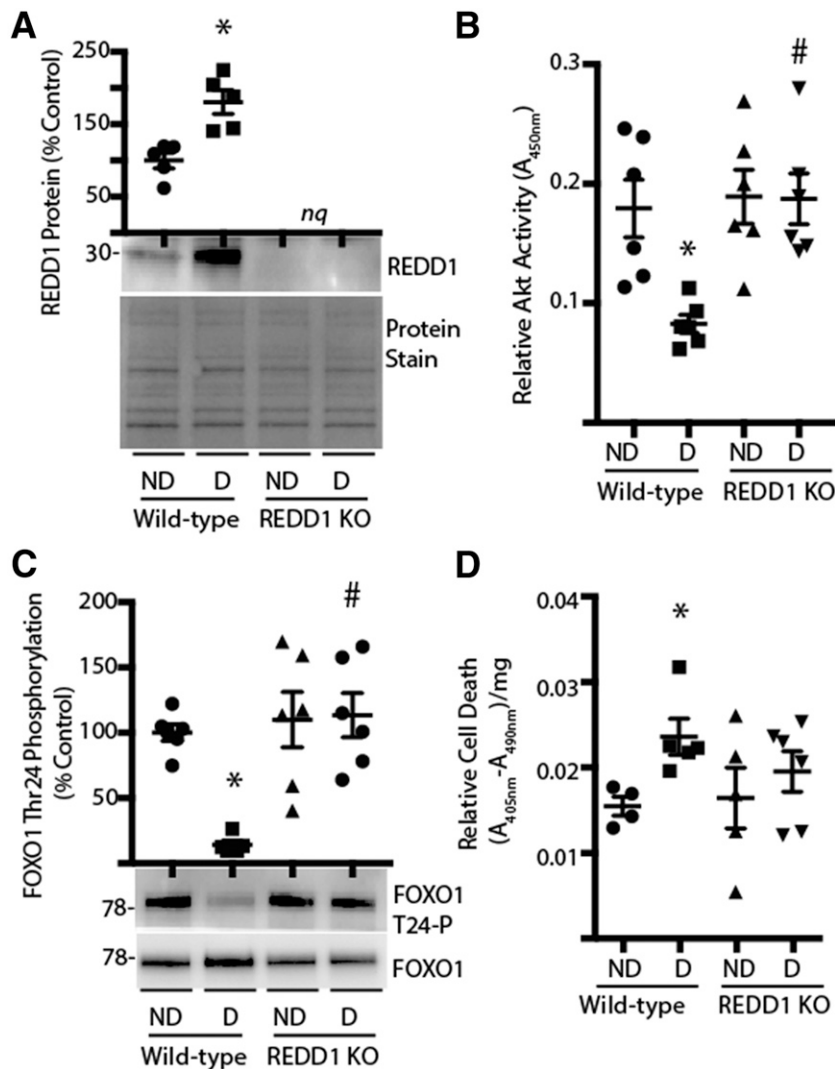 A
REDD1 Protein (% Control)
250
150
50
*
nq
30-
REDD1
Protein
Stain
ND D ND D
Wild-type REDD1 KO
B
Relative Akt Activity (A450nm)
0.3
0.2
0.1
*
#
ND D ND D
Wild-type REDD1 KO
C
FOXO1 Thr24 Phosphorylation
(% Control)
200
150
100
50
*
#
78-
FOXO1
T24-P
78-
FOXO1
ND D ND D
Wild-type REDD1 KO
D
Relative Cell Death
(A405nm-A490nm)/mg
0.04
0.03
0.02
0.01
*
ND D ND D
Wild-type REDD1 KO